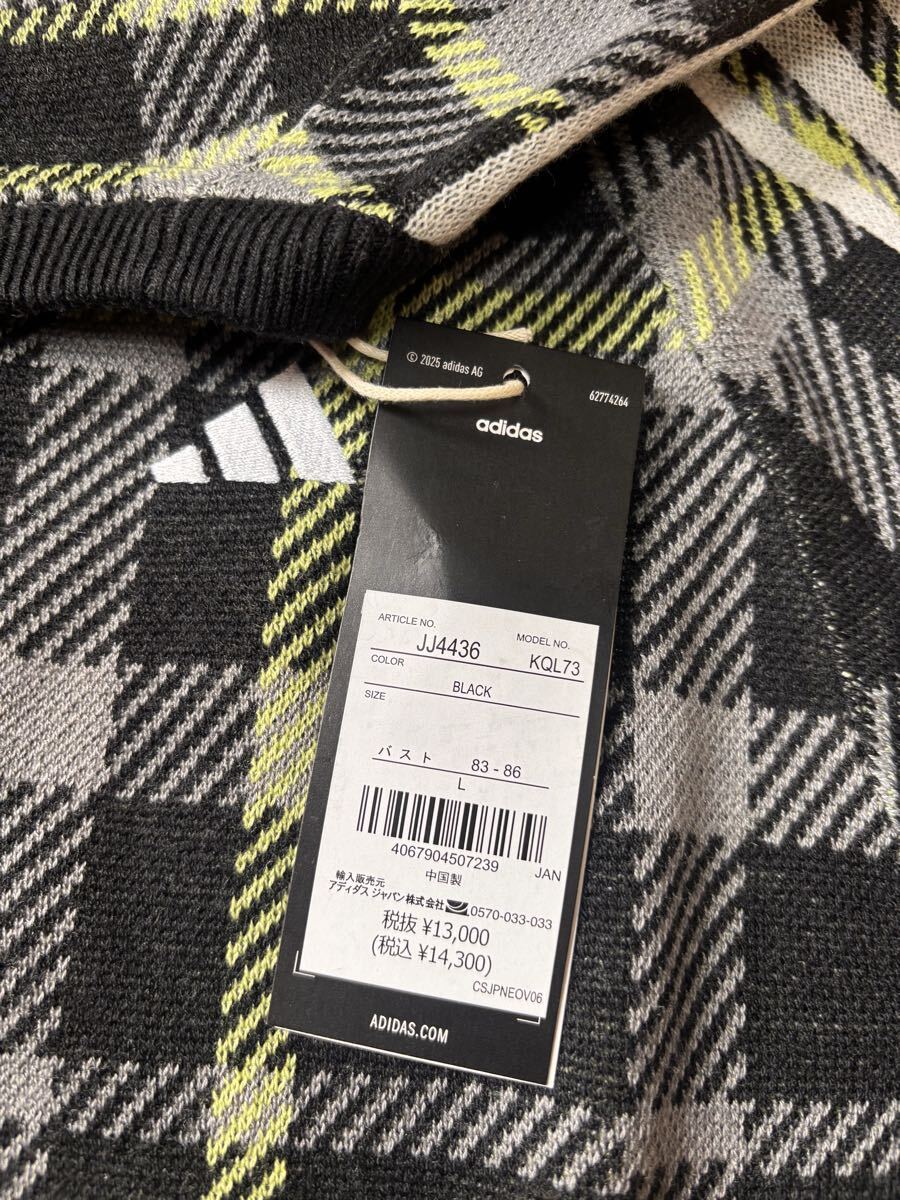 © 2025 adidas AG
62774264
adidas
ARTICLE NO.
JJ4436
MODEL NO.
KQL73
COLOR
BLACK
SIZE
バスト 83 - 86
L
4067904507239 JAN
中国製
輸入販売元
アディダス ジャパン株式会社 0570-033-033
税抜 ¥13,000
(税込 ¥14,300)
CSJPNEOV06
ADIDAS.COM